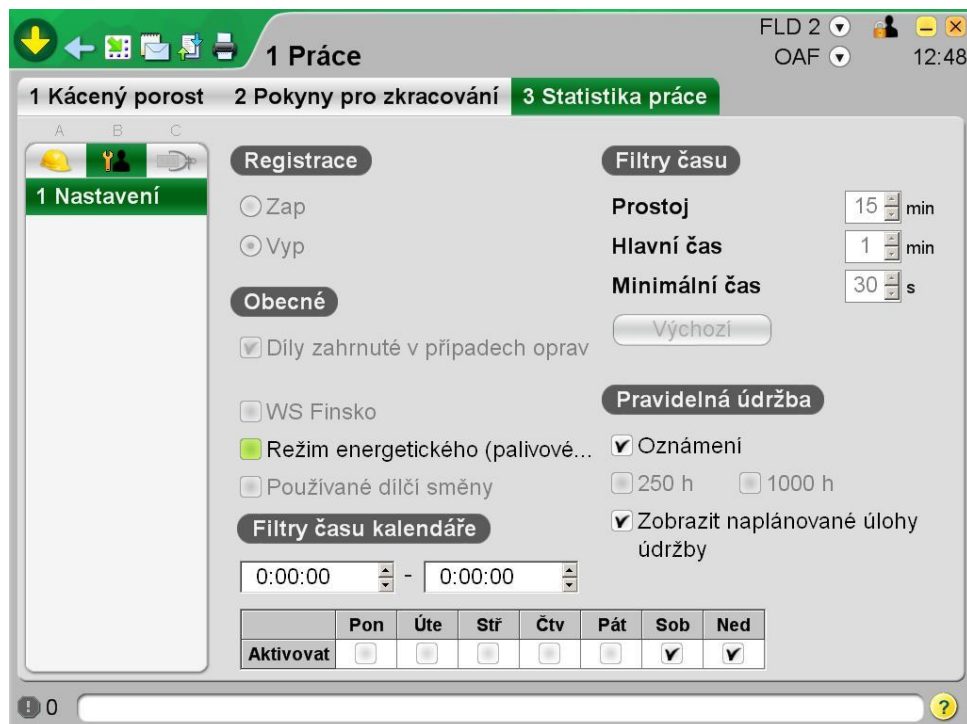 FLD 2
1 Práce
OAF
12:48
1 Kácený porost 2 Pokyny pro zkracování 3 Statistika práce
A B C
1 Nastavení
Registrace
Zap
Vyp
Obecné
Díly zahrnuté v případech oprav
WS Finsko
Režim energetického (palivové...
Používané dílčí směny
Filtry času kalendáře
0:00:00 - 0:00:00
Filtry času
Prostoj 15 min
Hlavní čas 1 min
Minimální čas 30 s
Výchozí
Pravidelná údržba
Oznámení
250 h 1000 h
Zobrazit naplánované úlohy
údržby
Pon Úte Stř Čtv Pát Sob Ned
Aktivovat
0
?